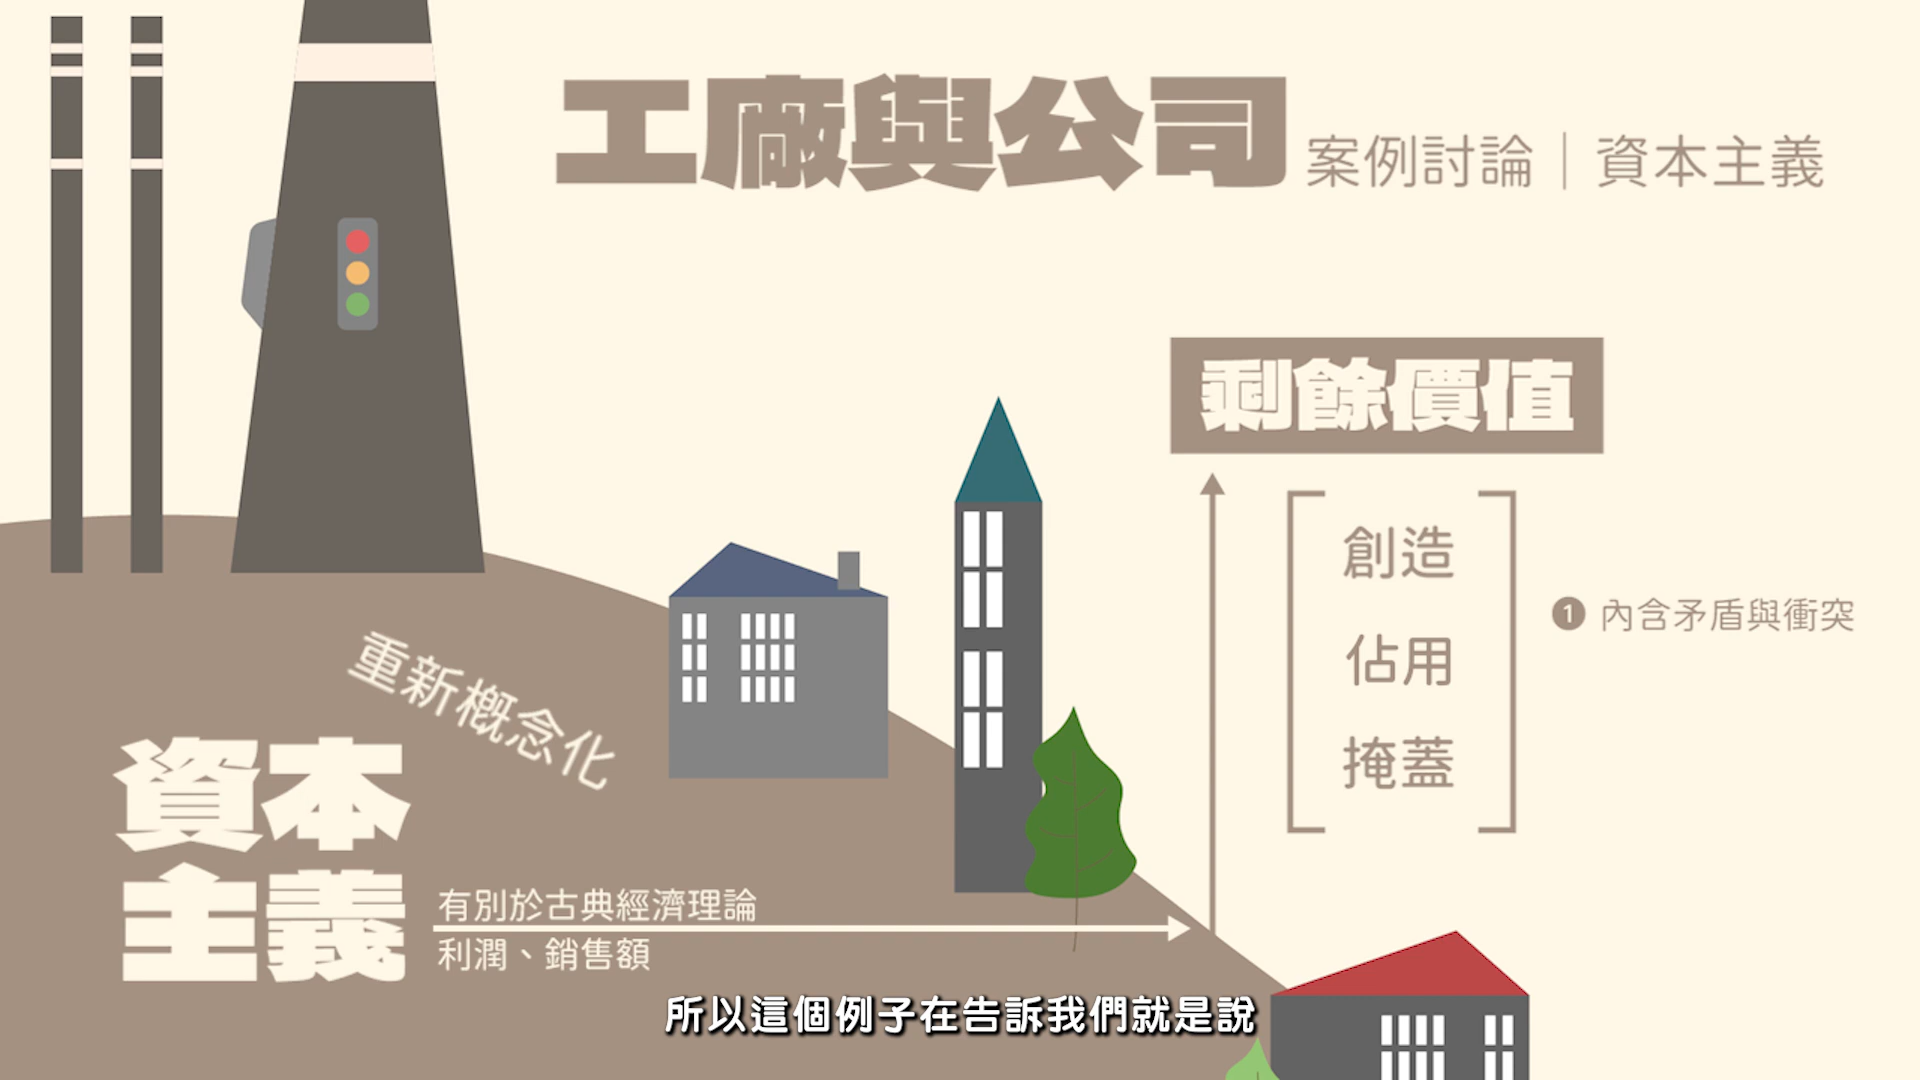 工廠與公司
案例討論｜資本主義
剩餘價值
創造
佔用
掩蓋
❶ 內含矛盾與衝突
重新概念化
資本
主義
有別於古典經濟理論
利潤、銷售額
所以這個例子在告訴我們就是說